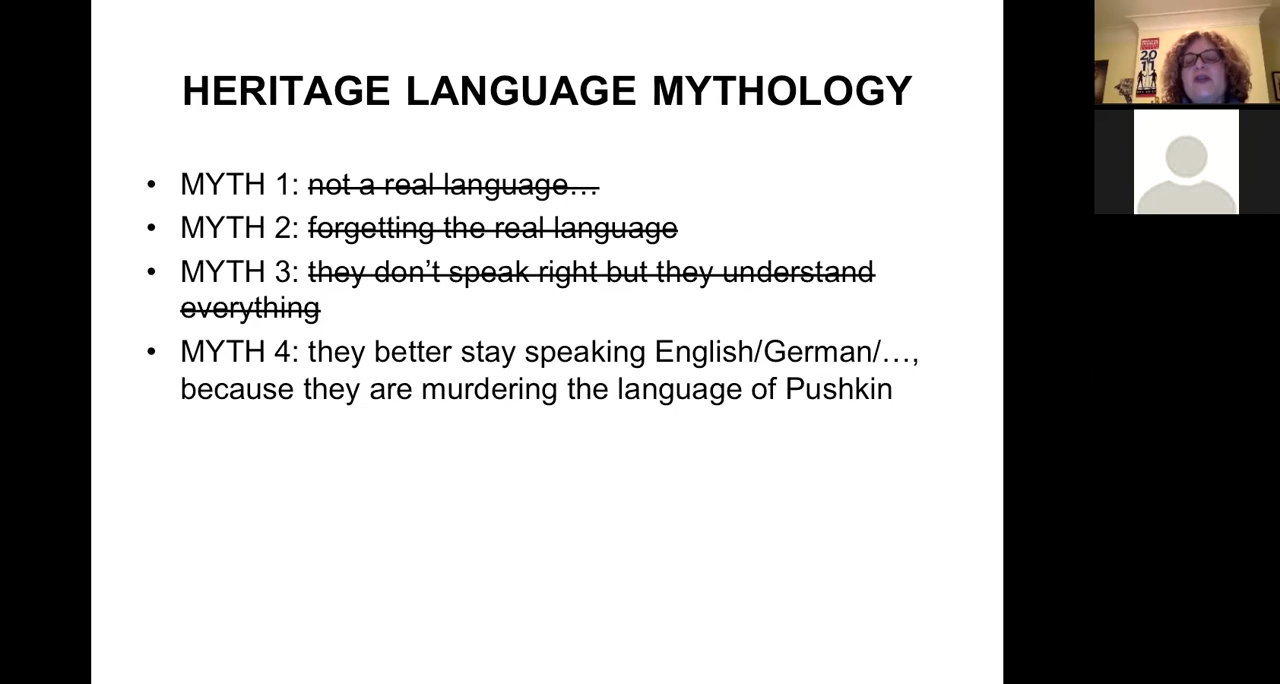 HERITAGE LANGUAGE MYTHOLOGY
• MYTH 1: not a real language…
• MYTH 2: forgetting the real language
• MYTH 3: they don’t speak right but they understand
everything
• MYTH 4: they better stay speaking English/German/…,
because they are murdering the language of Pushkin
20
11